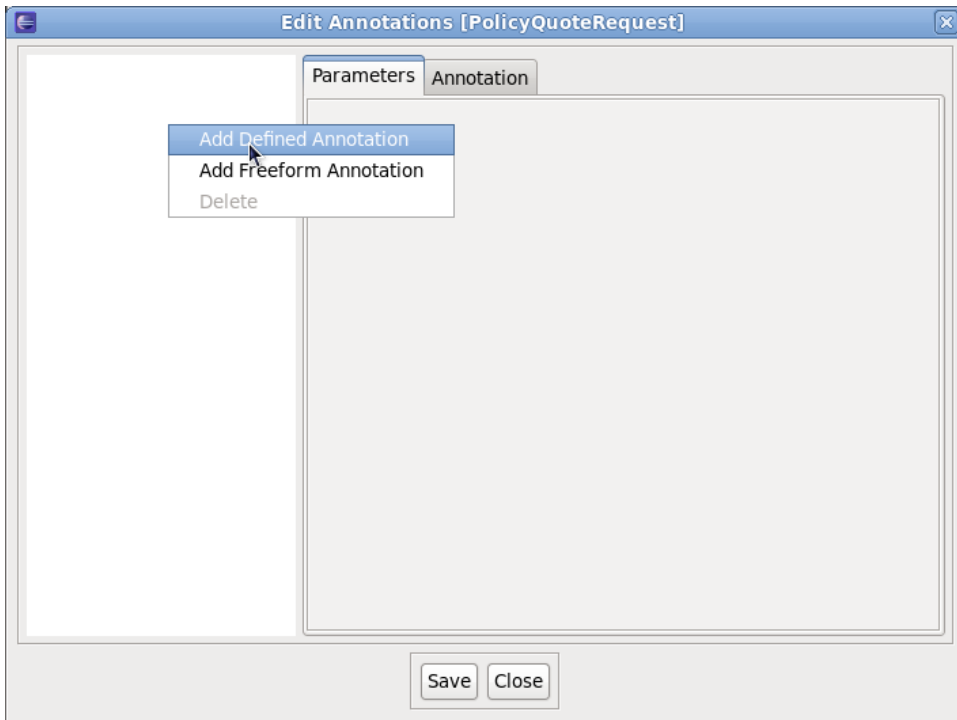 Edit Annotations [PolicyQuoteRequest]
Parameters Annotation
Add Defined Annotation
Add Freeform Annotation
Delete
Save Close